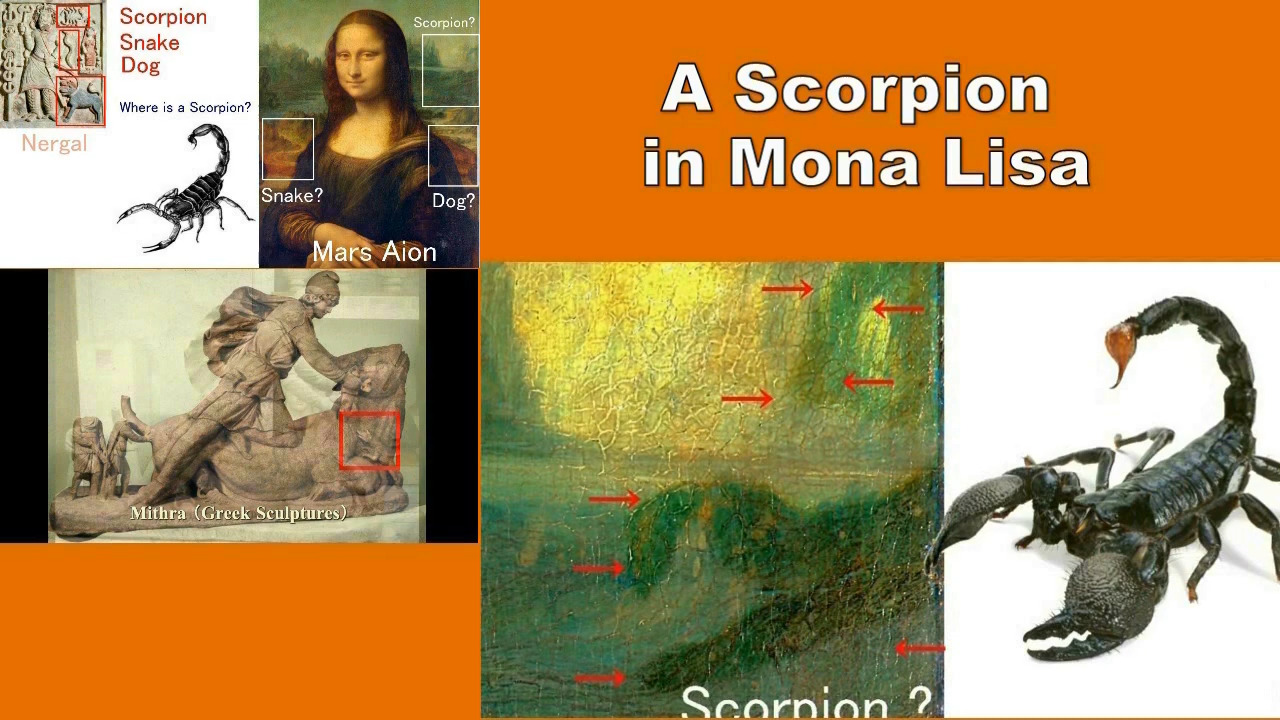 Scorpion
Snake
Dog
Where is a Scorpion?
Nergal
Scorpion?
Snake?
Dog?
Mars Aion
A Scorpion
in Mona Lisa
Mithra (Greek Sculptures)
Scorpion ?